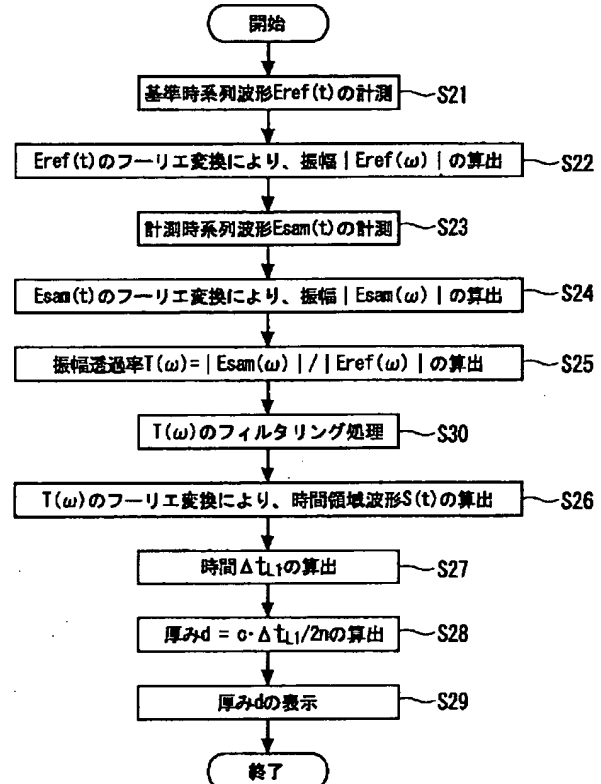 開始
基準時系列波形Eref(t)の計測 S21
Eref(t)のフーリエ変換により、振幅|Eref(ω)|の算出 S22
計測時系列波形Esam(t)の計測 S23
Esam(t)のフーリエ変換により、振幅|Esam(ω)|の算出 S24
振幅透過率T(ω)=|Esam(ω)|/|Eref(ω)|の算出 S25
T(ω)のフィルタリング処理 S30
T(ω)のフーリエ変換により、時間領域波形S(t)の算出 S26
時間ΔtL1の算出 S27
厚みd = c・ΔtL1/2nの算出 S28
厚みdの表示 S29
終了